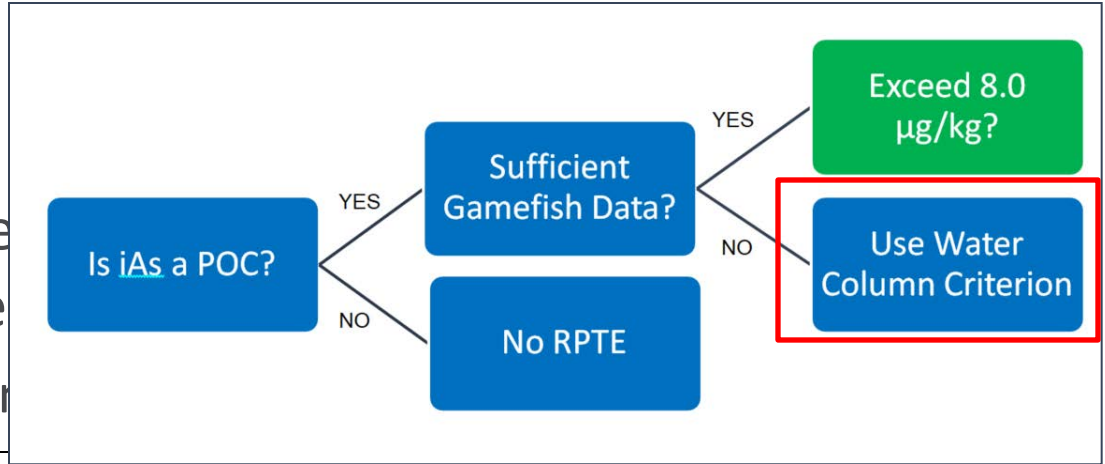 Is iAs a POC?
YES
NO
Sufficient
Gamefish Data?
No RPTE
YES
NO
Exceed 8.0
µg/kg?
Use Water
Column Criterion